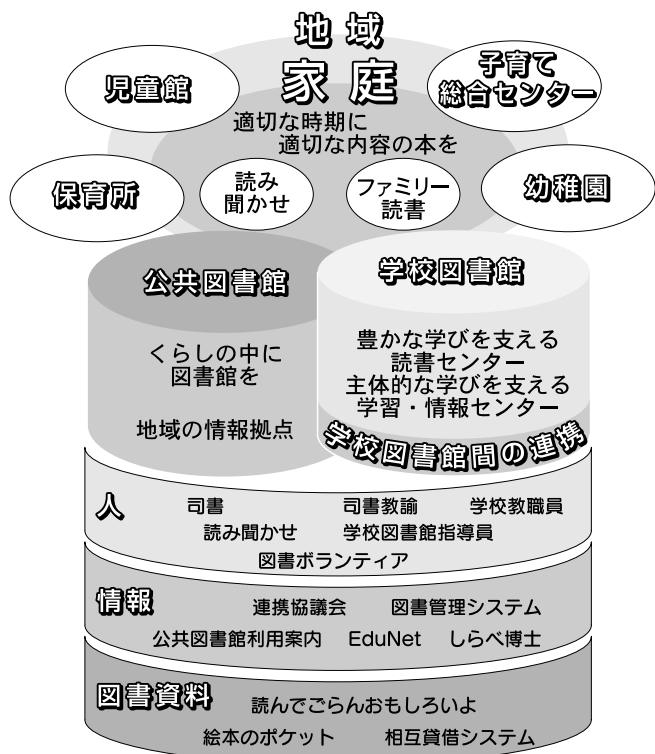 地域
家庭
児童館
子育て
総合センター
適切な時期に
適切な内容の本を
保育所
読み
聞かせ
ファミリー
読書
幼稚園
公共図書館
学校図書館
くらしの中に
図書館を
地域の情報拠点
豊かな学びを支える
読書センター
主体的な学びを支える
学習・情報センター
学校図書館間の連携
人
司書 司書教諭 学校教職員
読み聞かせ 学校図書館指導員
図書ボランティア
情報
連携協議会 図書管理システム
公共図書館利用案内 EduNet しらべ博士
図書資料
読んでごらんおもしろいよ
絵本のポケット 相互貸借システム